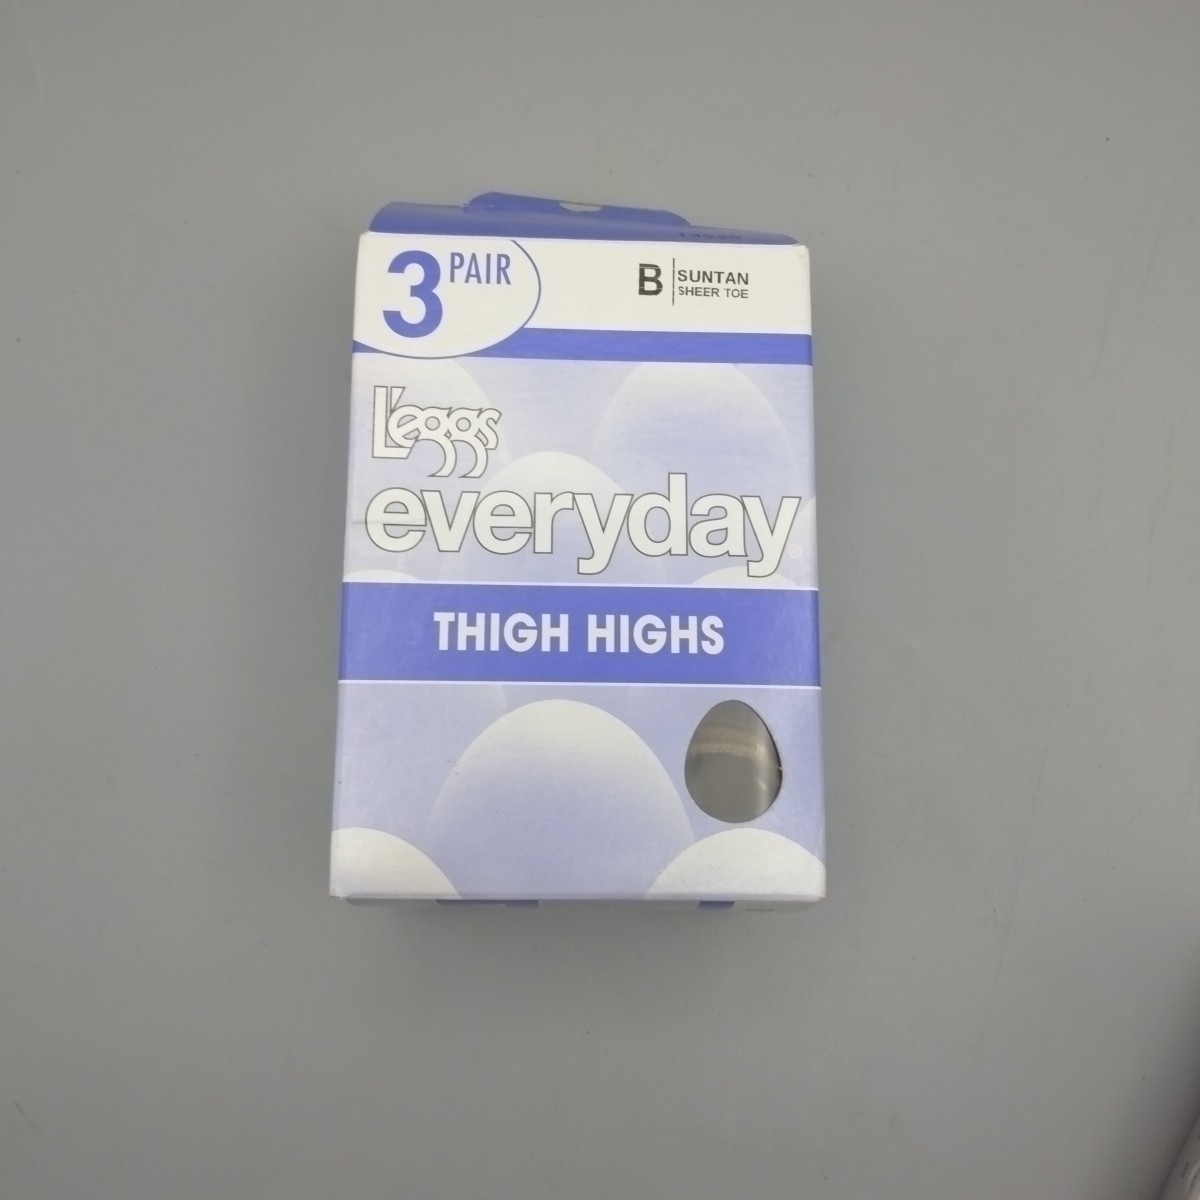 3 PAIR
B SUNTAN
SHEER TOE
L'eggs®
everyday®
THIGH HIGHS